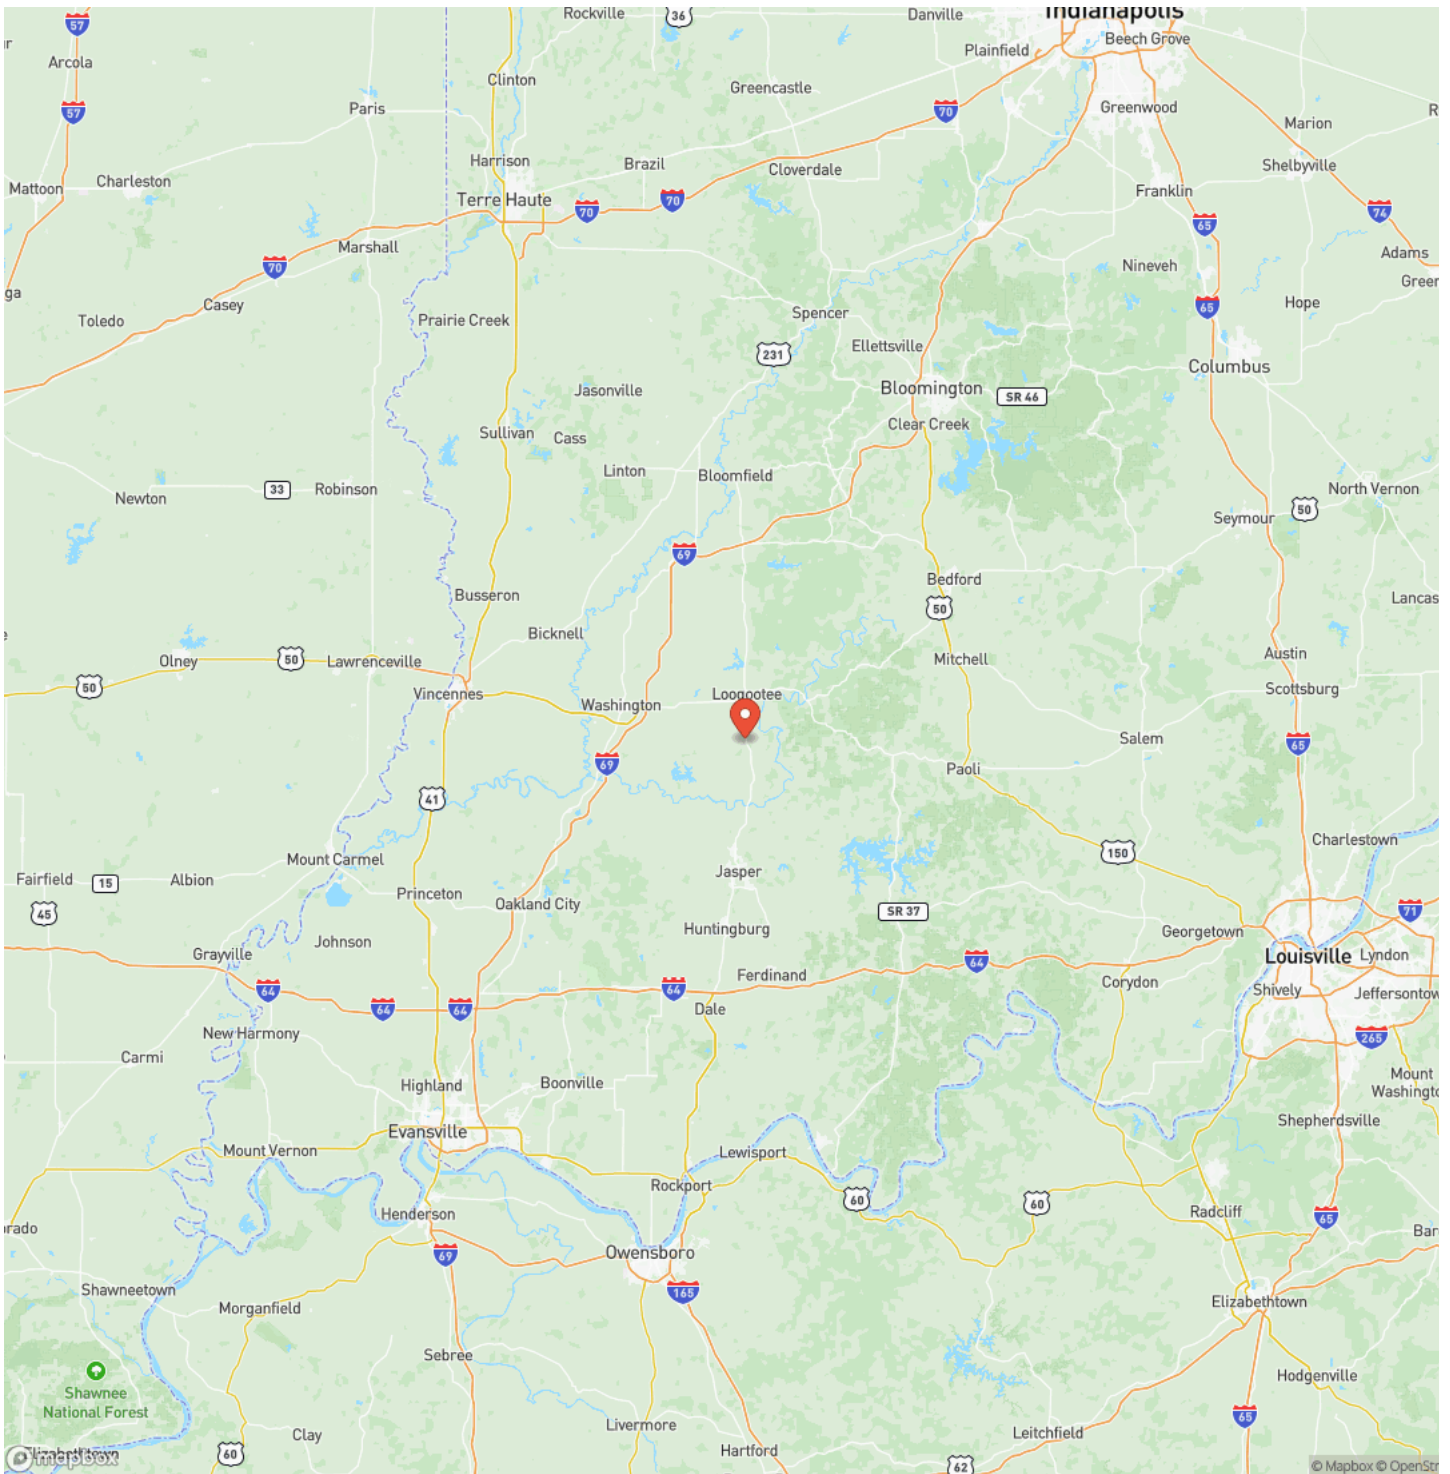 Rockville
36
Danville
Indianapolis
57
Plainfield
Beech Grove
Arcola
Clinton
Greencastle
57
Paris
70
Greenwood
Marion
Harrison
Brazil
Cloverdale
Shelbyville
Mattoon
Charleston
Terre Haute
70
70
Franklin
65
74
Marshall
70
Adams
Nineveh
Casey
Hope
65
Toledo
Prairie Creek
Spencer
231
Ellettsville
Columbus
Jasonville
Bloomington
SR 46
Sullivan
Cass
Clear Creek
Linton
Bloomfield
Newton
33
Robinson
North Vernon
Seymour
50
69
Bedford
Busseron
50
Lancas
Bicknell
Olney
50
Lawrenceville
Mitchell
Austin
50
Vincennes
Washington
Loogootee
Scottsburg
Salem
65
69
Paoli
41
Charlestown
Mount Carmel
150
Fairfield
15
Albion
Jasper
Princeton
Oakland City
45
SR 37
71
Johnson
Huntingburg
Georgetown
Grayville
Louisville
Lyndon
64
Ferdinand
64
64
64
64
Dale
Corydon
Shively
Jeffersontow
New Harmony
265
Carmi
Highland
Boonville
Mount
Washingto
Evansville
Shepherdsville
Mount Vernon
Lewisport
Rockport
60
60
Henderson
Radcliff
65
Bar
rado
69
Owensboro
Shawneetown
165
Elizabethtown
Morganfield
Sebree
Shawnee
National Forest
Hodgenville
65
Clay
Livermore
Leitchfield
Elizabethtown
mapbox
60
Hartford
62
© Mapbox © OpenStr